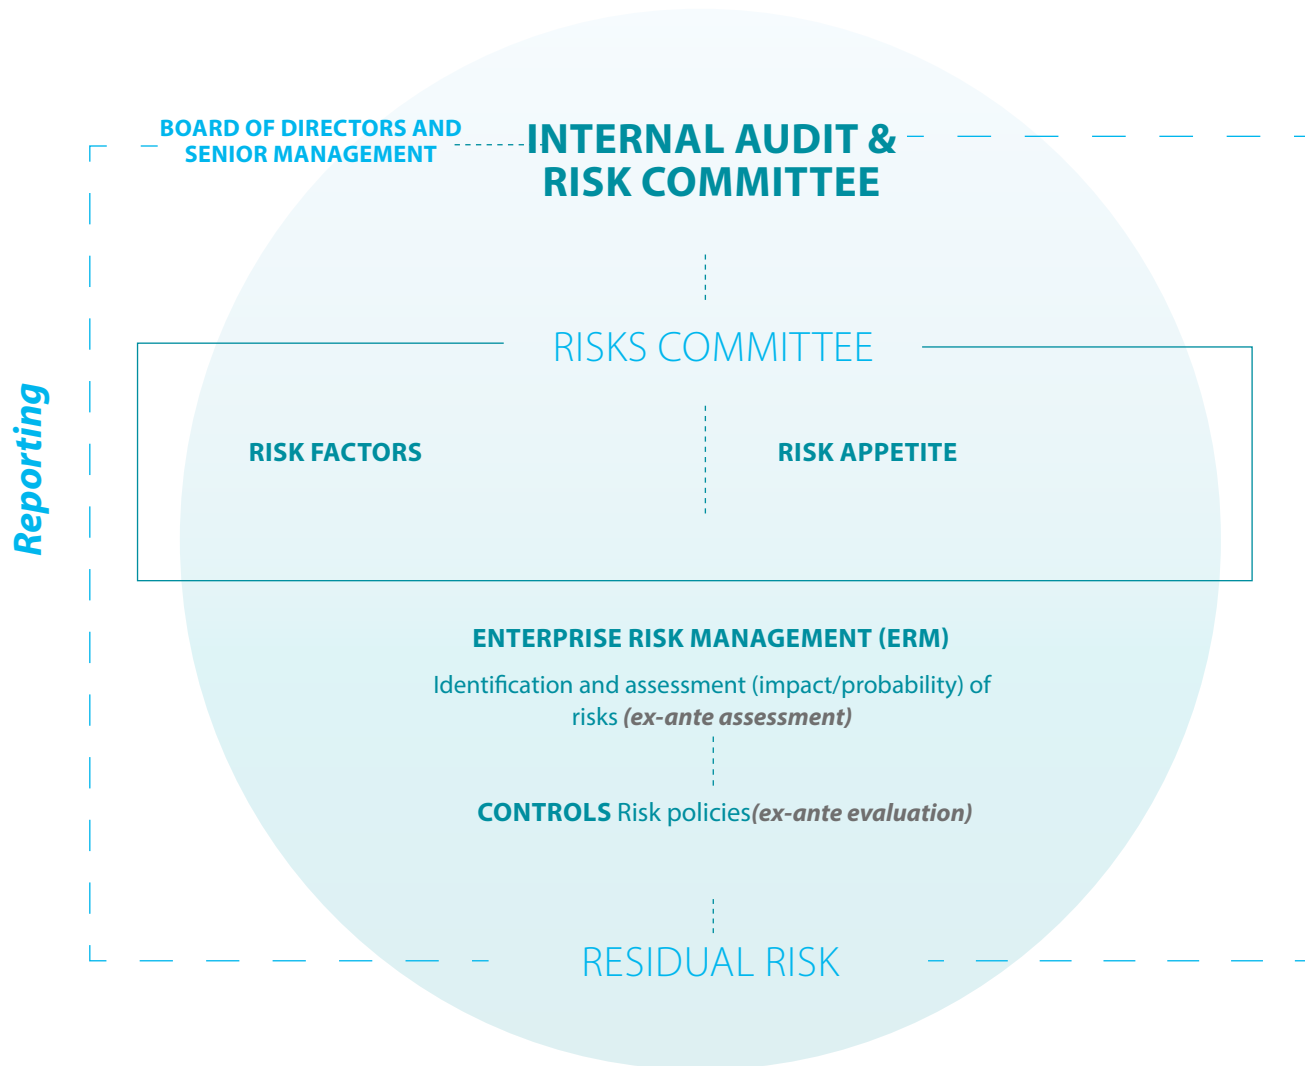 BOARD OF DIRECTORS AND
SENIOR MANAGEMENT
INTERNAL AUDIT &
RISK COMMITTEE
RISKS COMMITTEE
Reporting
RISK FACTORS
RISK APPETITE
ENTERPRISE RISK MANAGEMENT (ERM)
Identification and assessment (impact/probability) of
risks (ex-ante assessment)
CONTROLS Risk policies(ex-ante evaluation)
RESIDUAL RISK